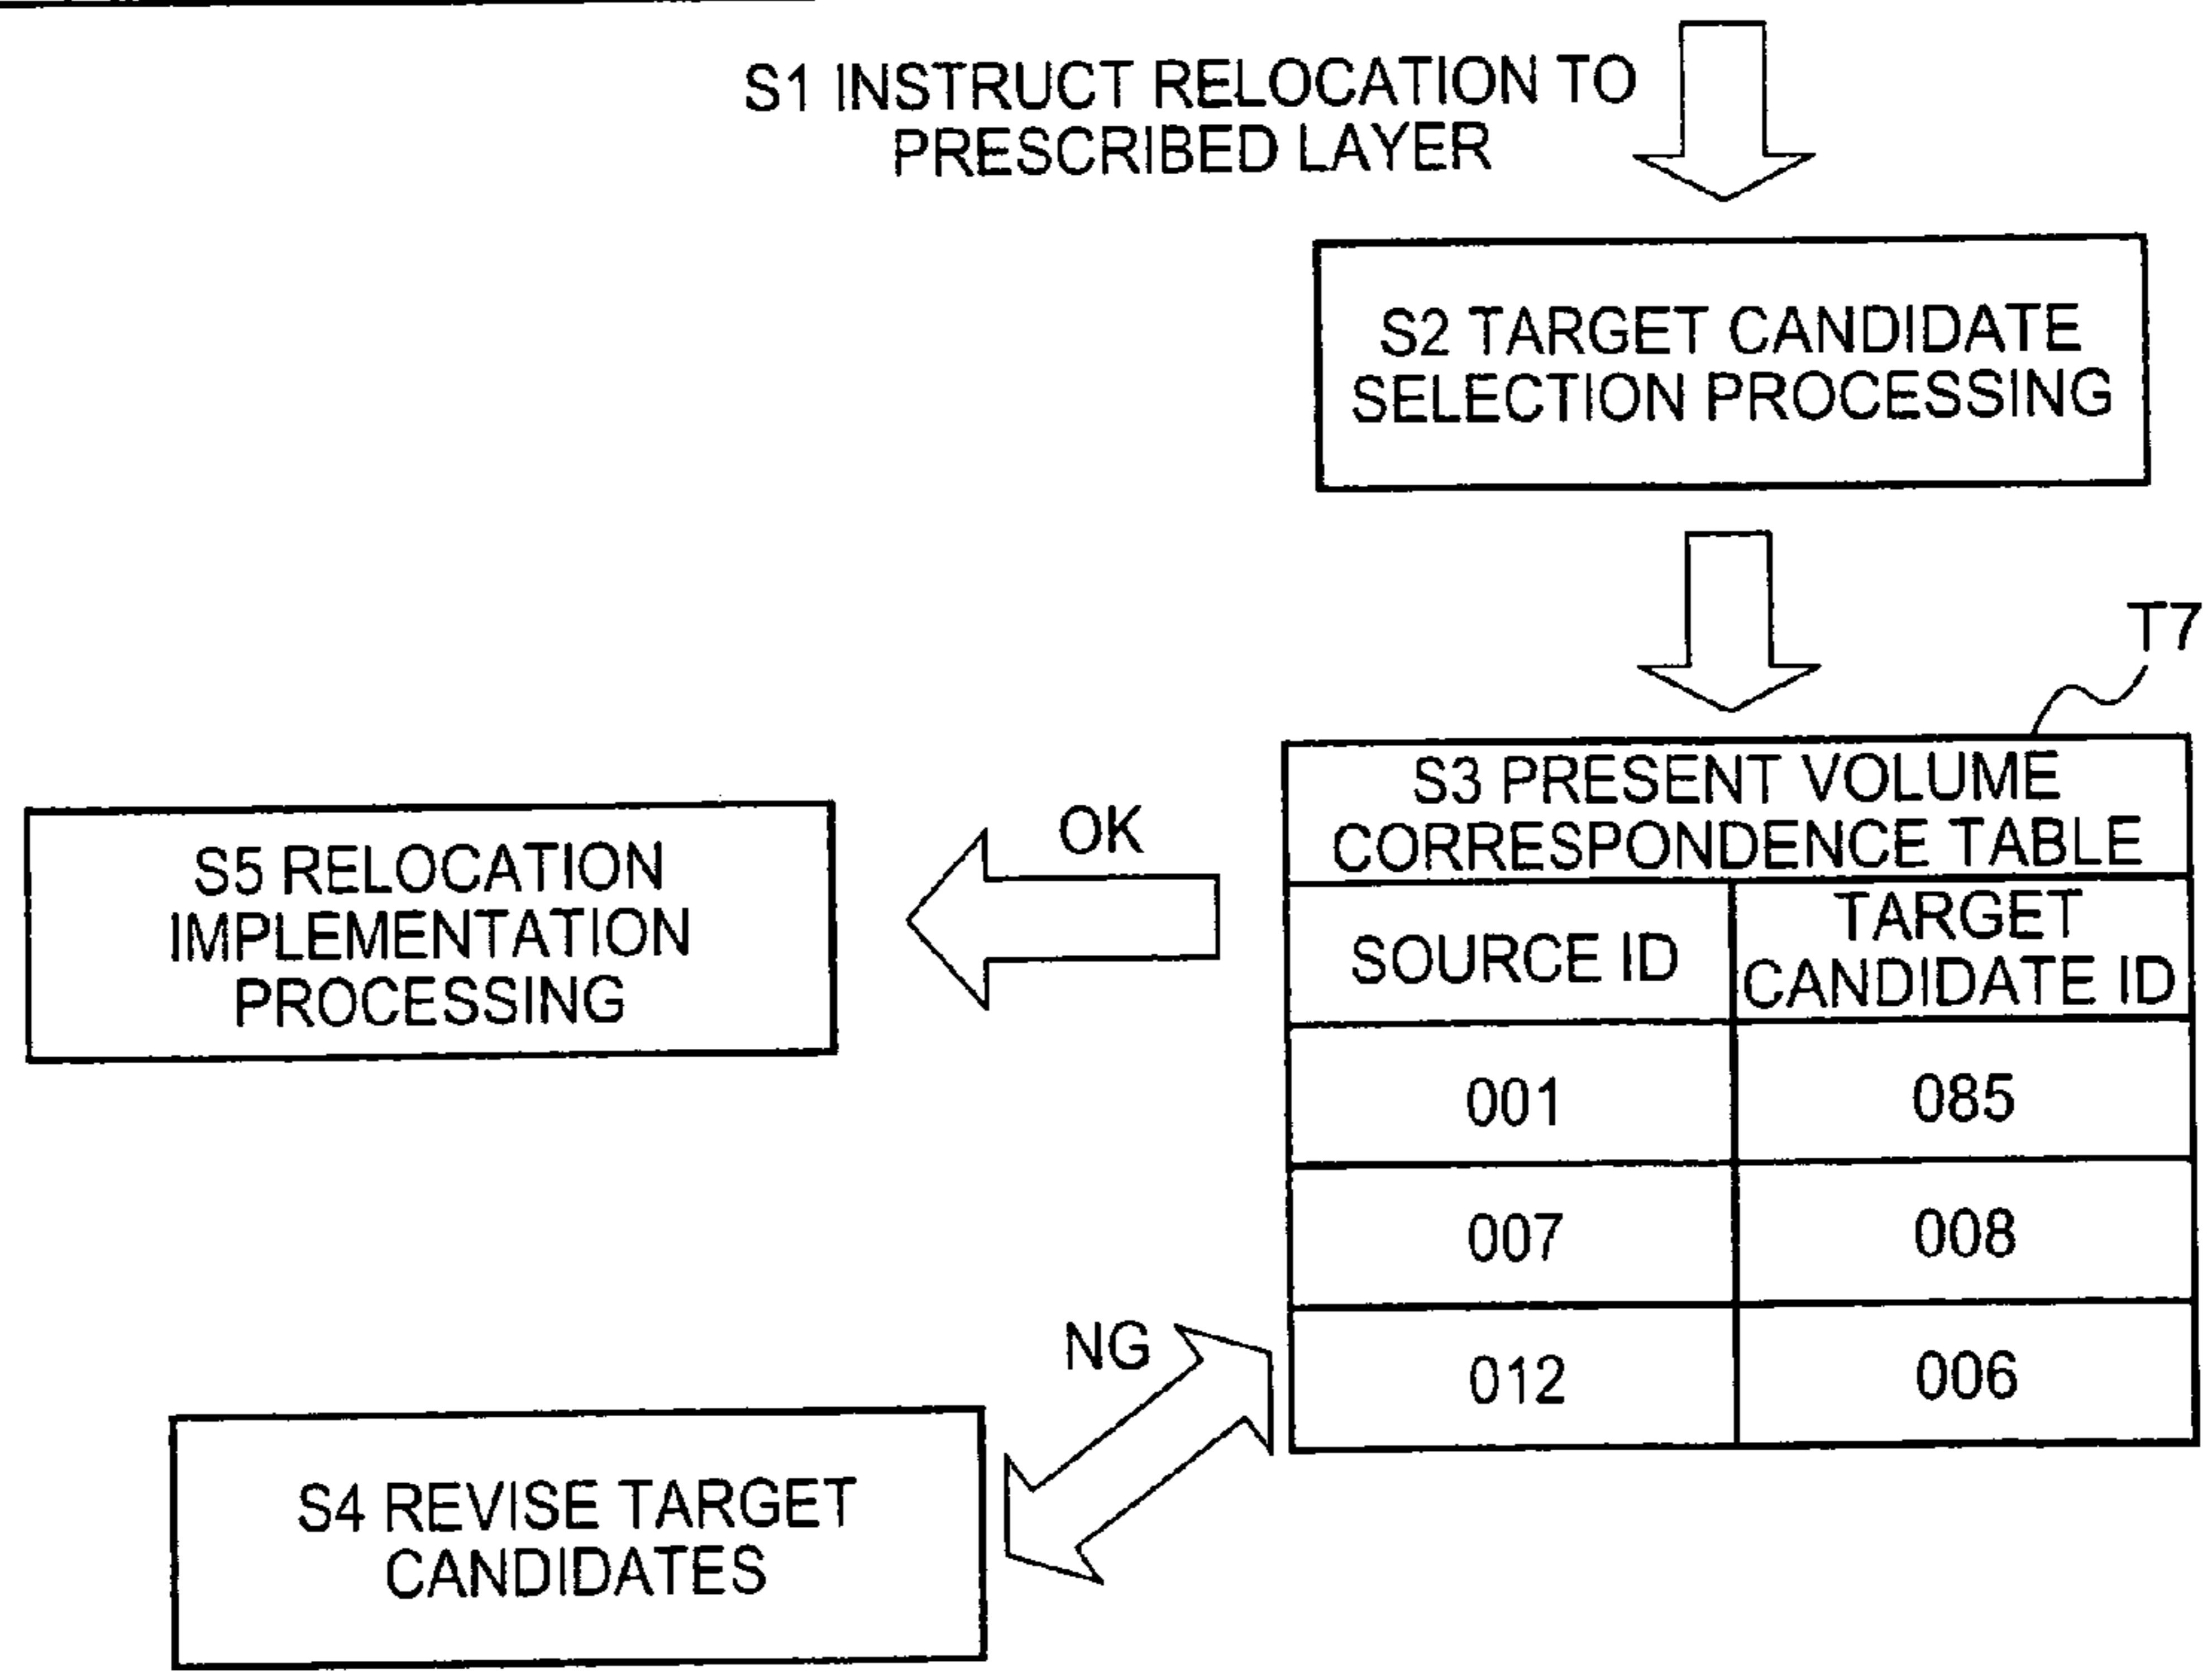 S1 INSTRUCT RELOCATION TO
PRESCRIBED LAYER
S2 TARGET CANDIDATE
SELECTION PROCESSING
T7
S3 PRESENT VOLUME
CORRESPONDENCE TABLE
SOURCE ID
TARGET
CANDIDATE ID
001
085
007
008
012
006
OK
S5 RELOCATION
IMPLEMENTATION
PROCESSING
NG
S4 REVISE TARGET
CANDIDATES